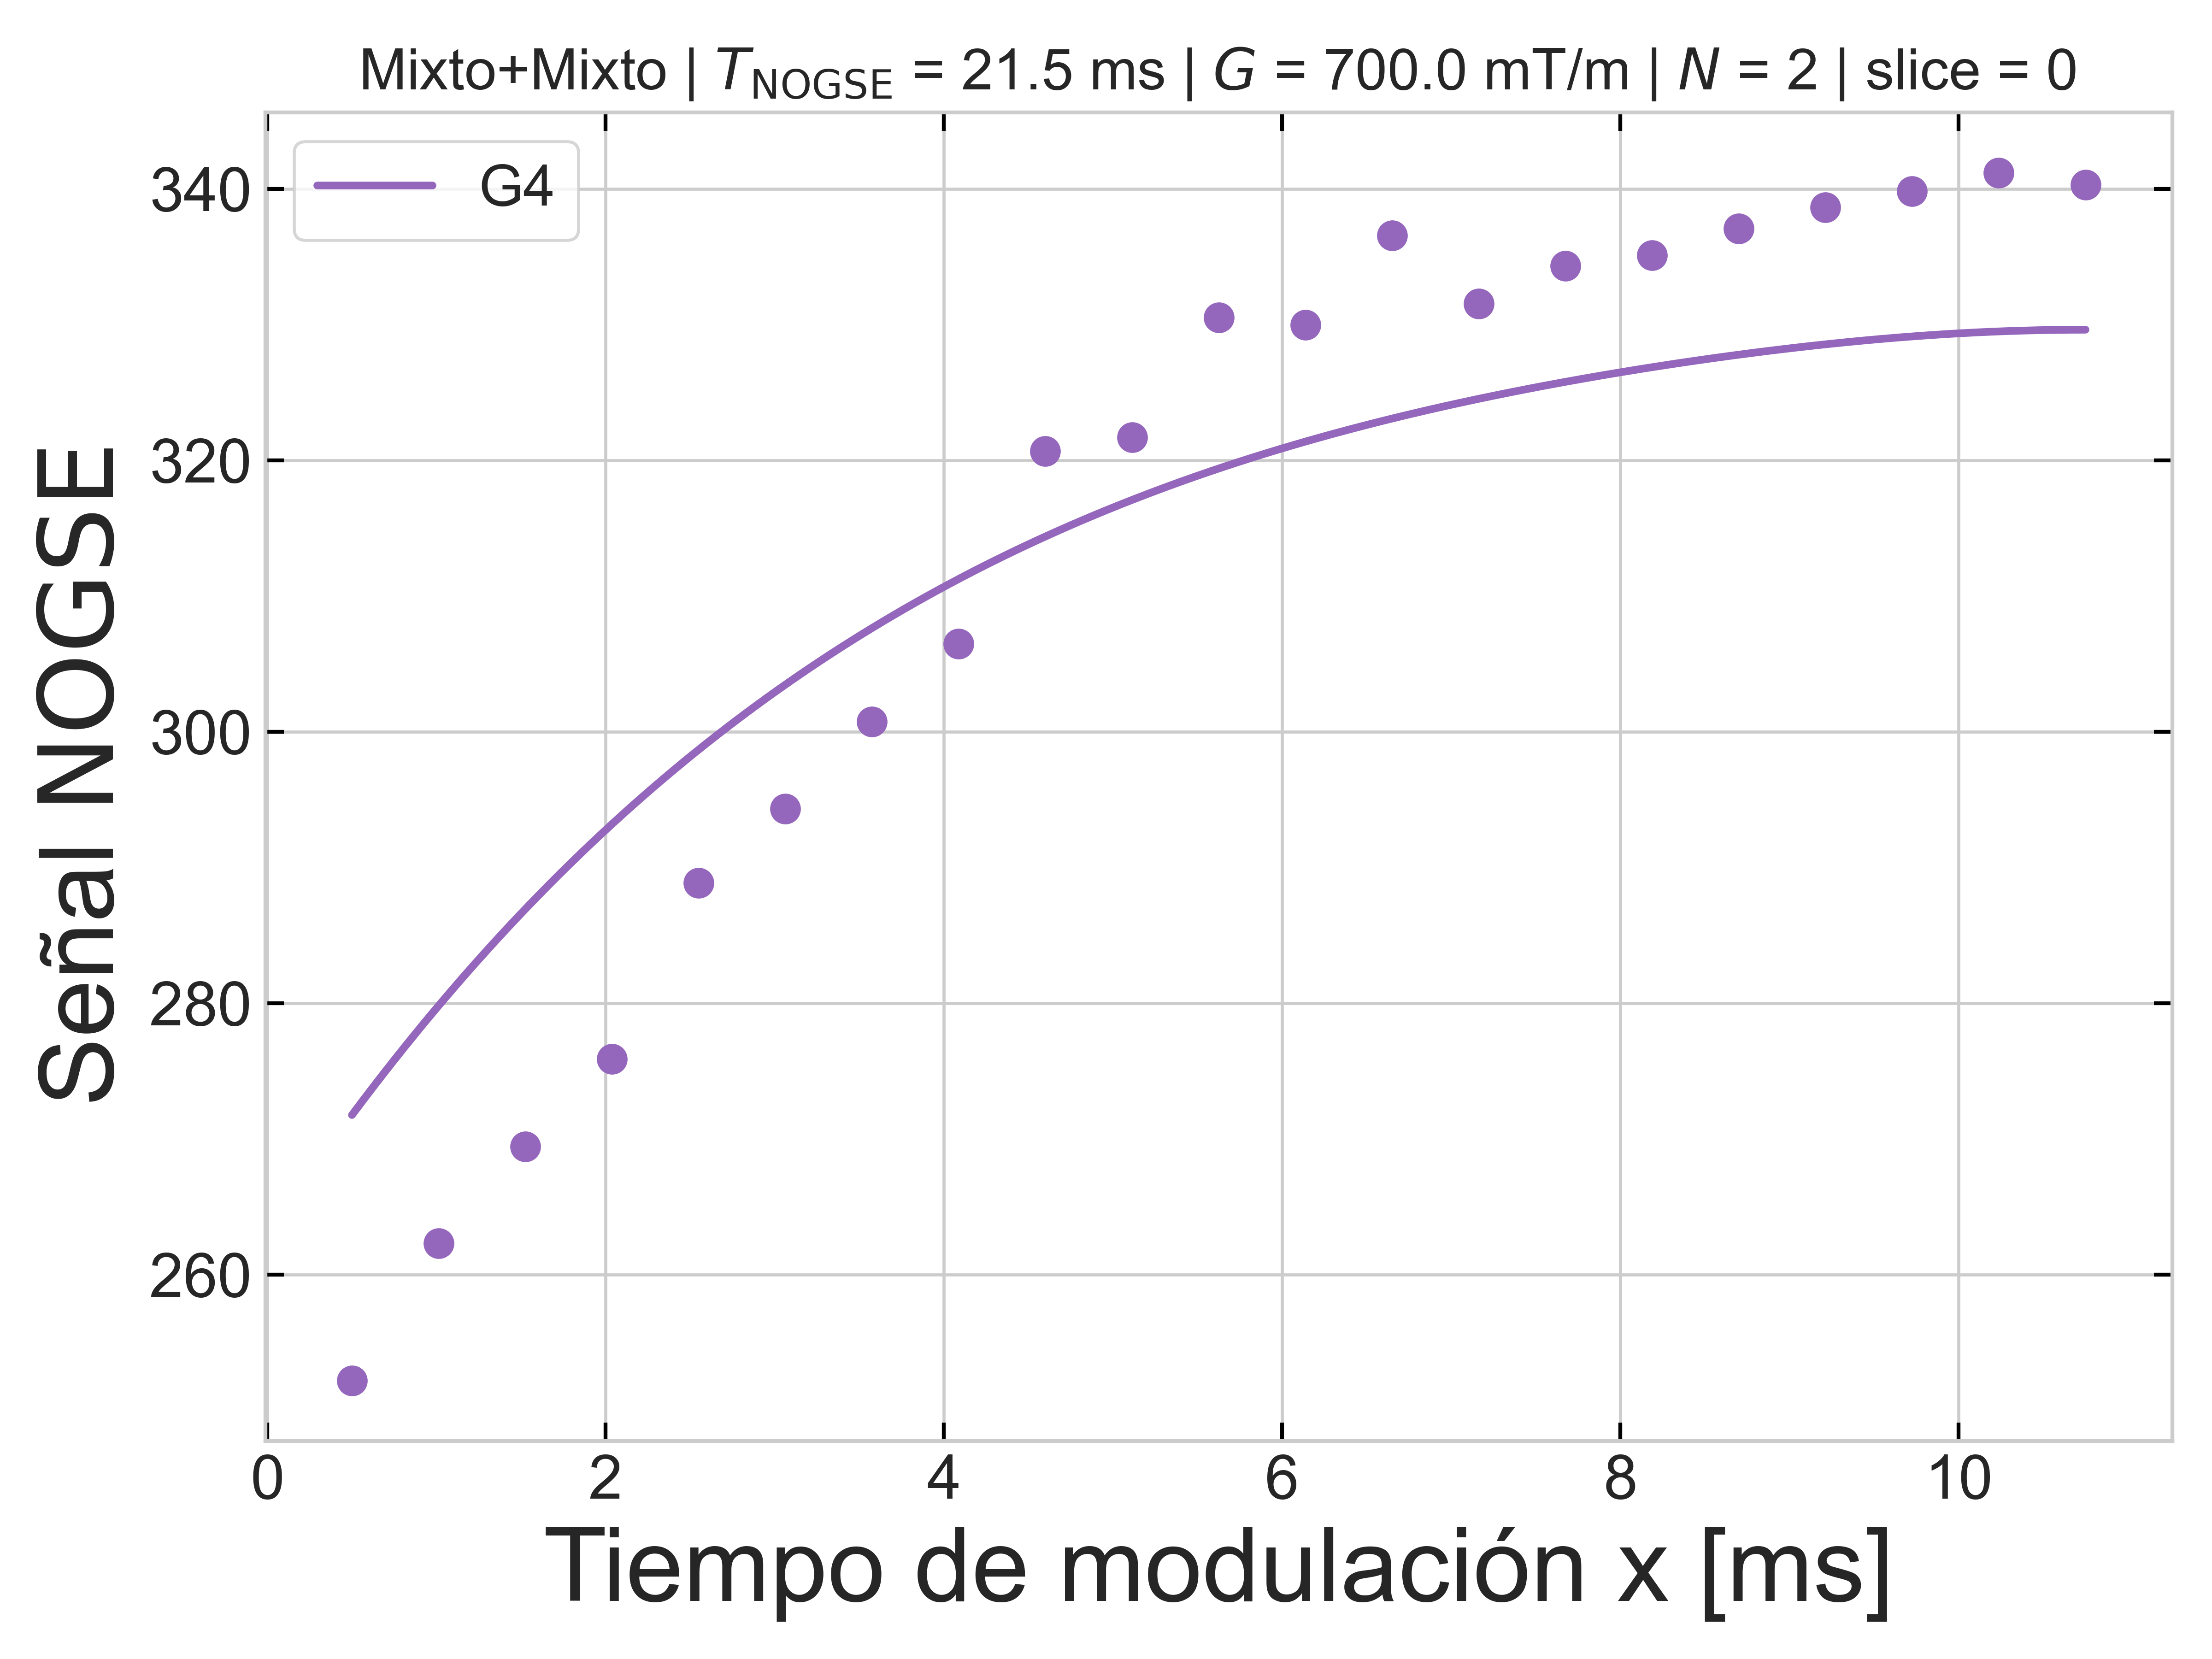 Mixto+Mixto | T_NOGSE = 21.5 ms | G = 700.0 mT/m | N = 2 | slice = 0
G4
Señal NOGSE
340
320
300
280
260
0 2 4 6 8 10
Tiempo de modulación x [ms]